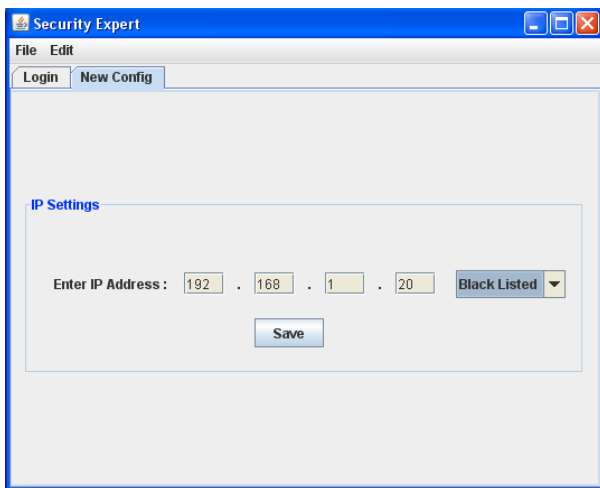 Security Expert
File Edit
Login New Config
IP Settings
Enter IP Address : 192 . 168 . 1 . 20 Black Listed
Save